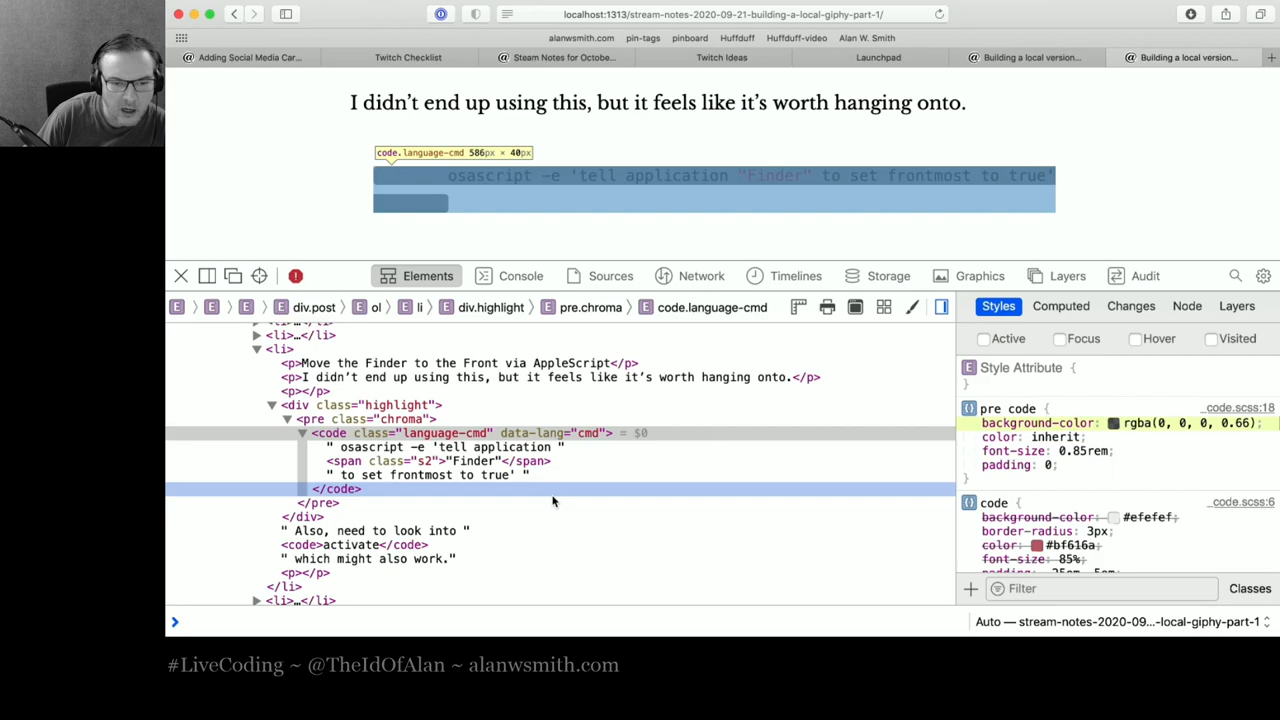 localhost:1313/stream-notes-2020-09-21-building-a-local-giphy-part-1/
alanwsmith.com pin-tags pinboard Huffduff Huffduff-video Alan W. Smith
@ Adding Social Media Car... Twitch Checklist @ Steam Notes for Octobe... Twitch Ideas Launchpad @ Building a local version... @ Building a local version... +
I didn't end up using this, but it feels like it's worth hanging onto.
code.language-cmd 586px × 40px
osascript -e 'tell application "Finder" to set frontmost to true'
Elements Console Sources Network Timelines Storage Graphics Layers Audit
E E E E div.post E ol E li E div.highlight E pre.chroma E code.language-cmd
Styles Computed Changes Node Layers
<li>…</li>
<li>…</li>
<li>
<p>Move the Finder to the Front via AppleScript</p>
<p>I didn't end up using this, but it feels like it's worth hanging onto.</p>
<p></p>
<div class="highlight">
<pre class="chroma">
<code class="language-cmd" data-lang="cmd"> = $0
" osascript -e 'tell application "
<span class="s2">"Finder"</span>
" to set frontmost to true' "
</code>
</pre>
</div>
" Also, need to look into "
<code>activate</code>
" which might also work."
<p></p>
</li>
<li>…</li>
Active Focus Hover Visited
E Style Attribute {
}
pre code { _code.scss:18
background-color: rgba(0, 0, 0, 0.66);
color: inherit;
font-size: 0.85rem;
padding: 0;
}
code { _code.scss:6
background-color: #efefef;
border-radius: 3px;
color: #bf616a;
font-size: 85%;
padding: .25em .5em;
+ Filter Classes
> Auto — stream-notes-2020-09...-local-giphy-part-1
#LiveCoding ~ @TheIdOfAlan ~ alanwsmith.com